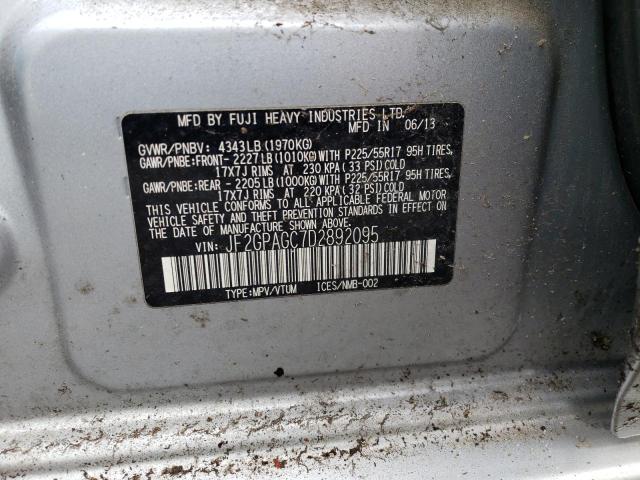 MFD BY FUJI HEAVY INDUSTRIES LTD.
MFD IN 06/13
GVWR/PNBV: 4343LB(1970KG)
GAWR/PNBE:FRONT- 2227LB(1010KG)WITH P225/55R17 95H TIRES,
17X7J RIMS AT 230 KPA(33 PSI)COLD
GAWR/PNBE:REAR - 2205LB(1000KG)WITH P225/55R17 95H TIRES,
17X7J RIMS AT 220 KPA(32 PSI)COLD
THIS VEHICLE CONFORMS TO ALL APPLICABLE FEDERAL MOTOR
VEHICLE SAFETY AND THEFT PREVENTION STANDARDS IN EFFECT ON
THE DATE OF MANUFACTURE SHOWN ABOVE.
VIN: JF2GPAGC7D2892095
TYPE:MPV/VTUM ICES/NMB-002